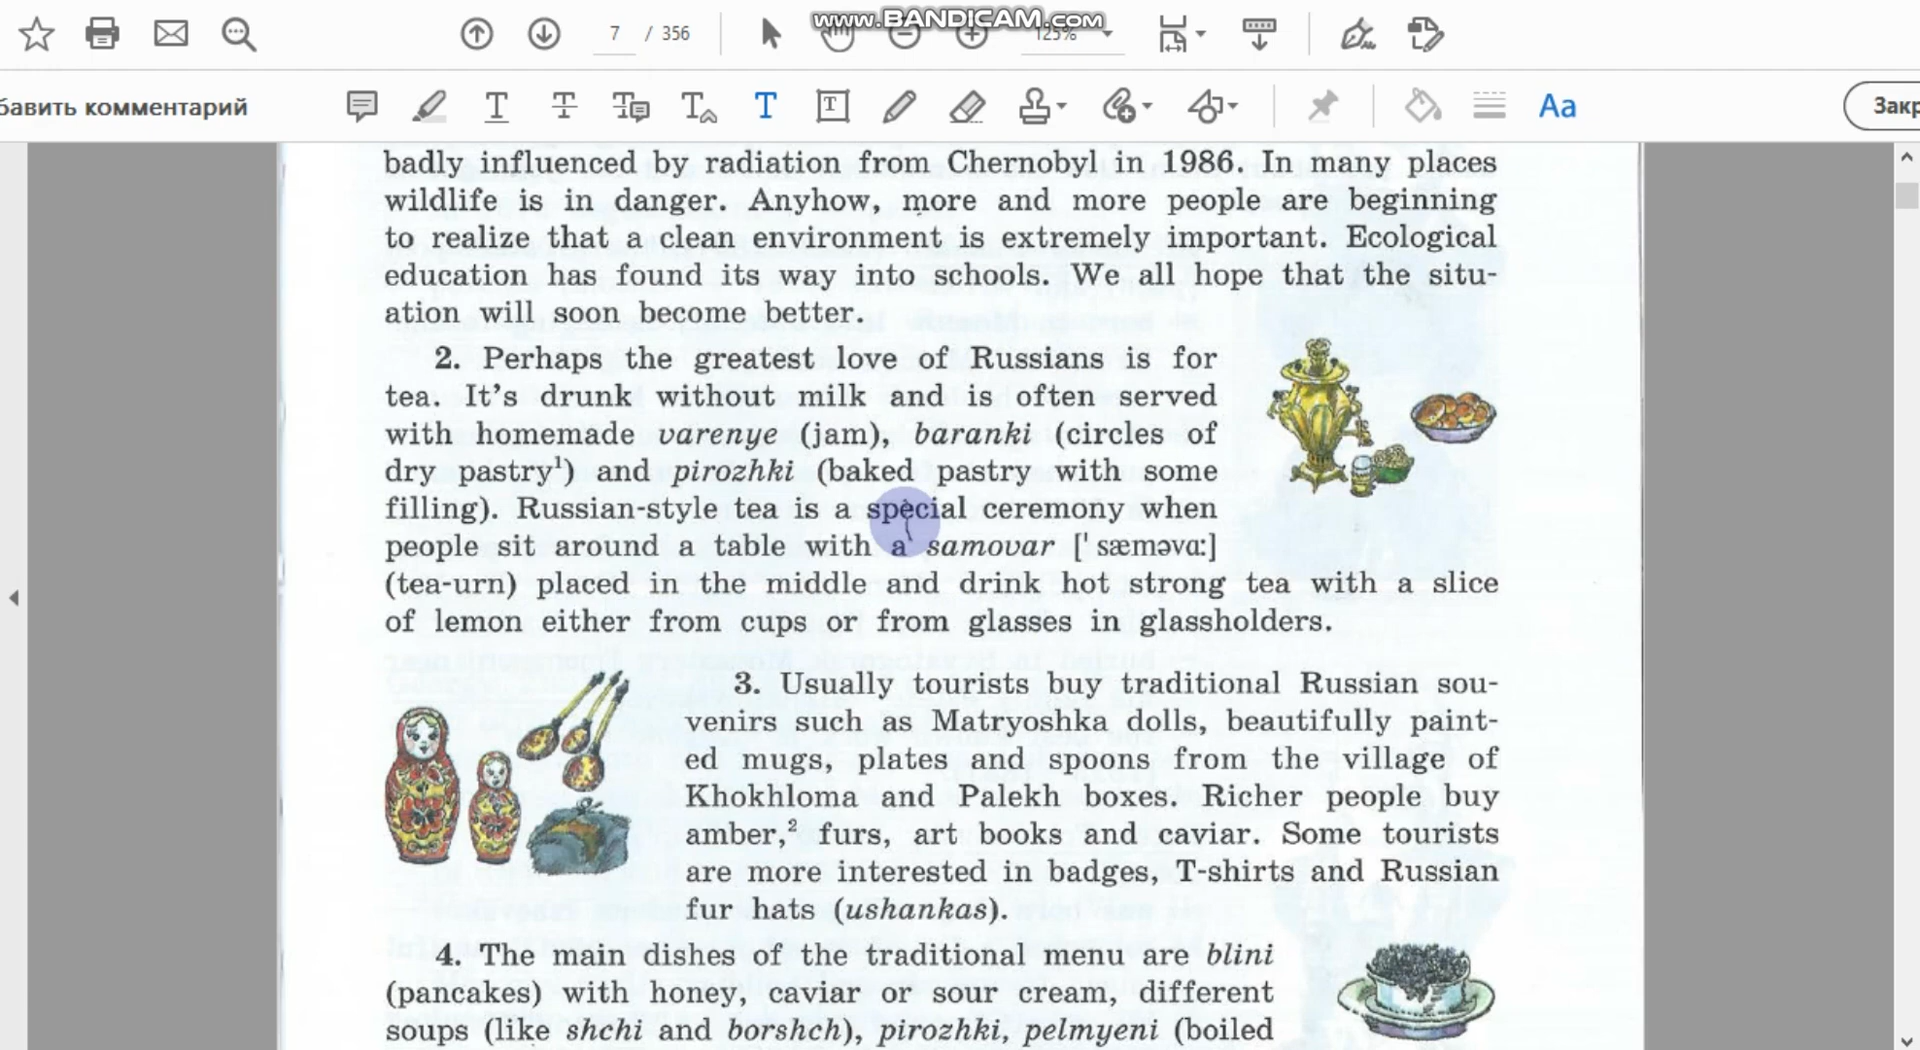 www.BANDICAM.com
7 / 356
125%
бавить комментарий
Aa
Закр
badly influenced by radiation from Chernobyl in 1986. In many places
wildlife is in danger. Anyhow, more and more people are beginning
to realize that a clean environment is extremely important. Ecological
education has found its way into schools. We all hope that the situ-
ation will soon become better.
2. Perhaps the greatest love of Russians is for
tea. It's drunk without milk and is often served
with homemade varenye (jam), baranki (circles of
dry pastry¹) and pirozhki (baked pastry with some
filling). Russian-style tea is a special ceremony when
people sit around a table with a samovar ['sæməvɑ:]
(tea-urn) placed in the middle and drink hot strong tea with a slice
of lemon either from cups or from glasses in glassholders.
3. Usually tourists buy traditional Russian sou-
venirs such as Matryoshka dolls, beautifully paint-
ed mugs, plates and spoons from the village of
Khokhloma and Palekh boxes. Richer people buy
amber,² furs, art books and caviar. Some tourists
are more interested in badges, T-shirts and Russian
fur hats (ushankas).
4. The main dishes of the traditional menu are blini
(pancakes) with honey, caviar or sour cream, different
soups (like shchi and borshch), pirozhki, pelmyeni (boiled